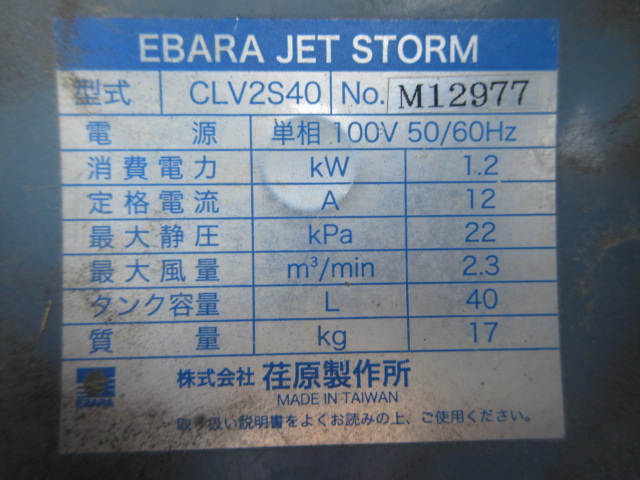 EBARA JET STORM
型式 CLV2S40 No. M12977
電源 単相 100V 50/60Hz
消費電力 kW 1.2
定格電流 A 12
最大静圧 kPa 22
最大風量 m³/min 2.3
タンク容量 L 40
質量 kg 17
株式会社 荏原製作所
EBARA MADE IN TAIWAN
取り扱い説明書をよくお読みの上、ご使用ください。